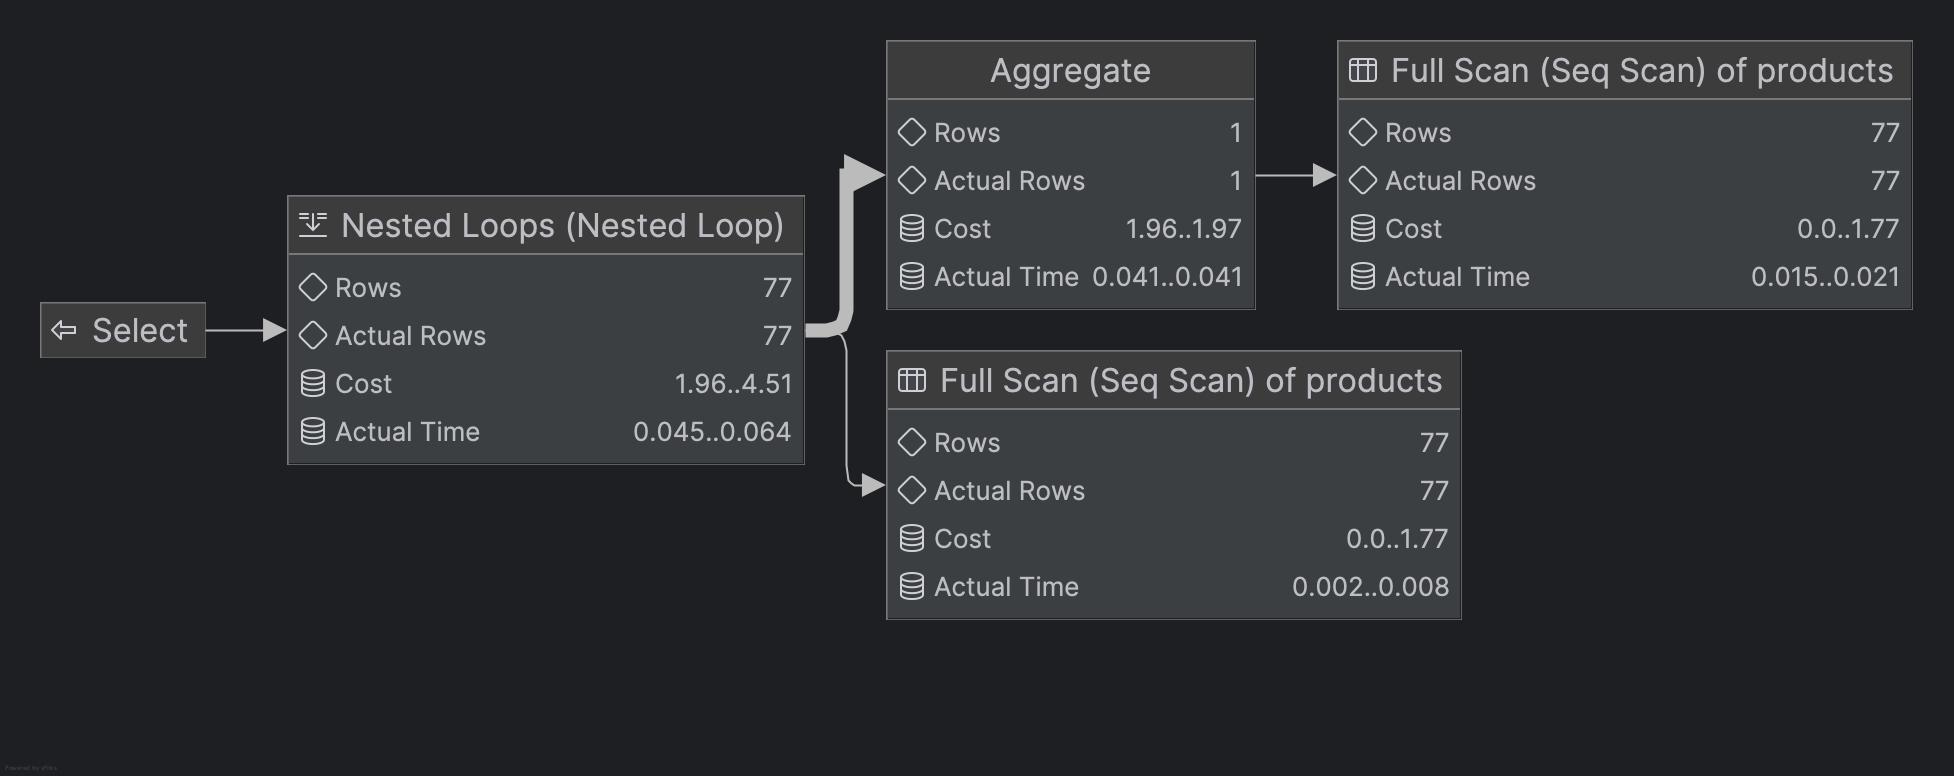 Select
Nested Loops (Nested Loop)
Rows 77
Actual Rows 77
Cost 1.96..4.51
Actual Time 0.045..0.064
Aggregate
Rows 1
Actual Rows 1
Cost 1.96..1.97
Actual Time 0.041..0.041
Full Scan (Seq Scan) of products
Rows 77
Actual Rows 77
Cost 0.0..1.77
Actual Time 0.015..0.021
Full Scan (Seq Scan) of products
Rows 77
Actual Rows 77
Cost 0.0..1.77
Actual Time 0.002..0.008
Powered by yFiles